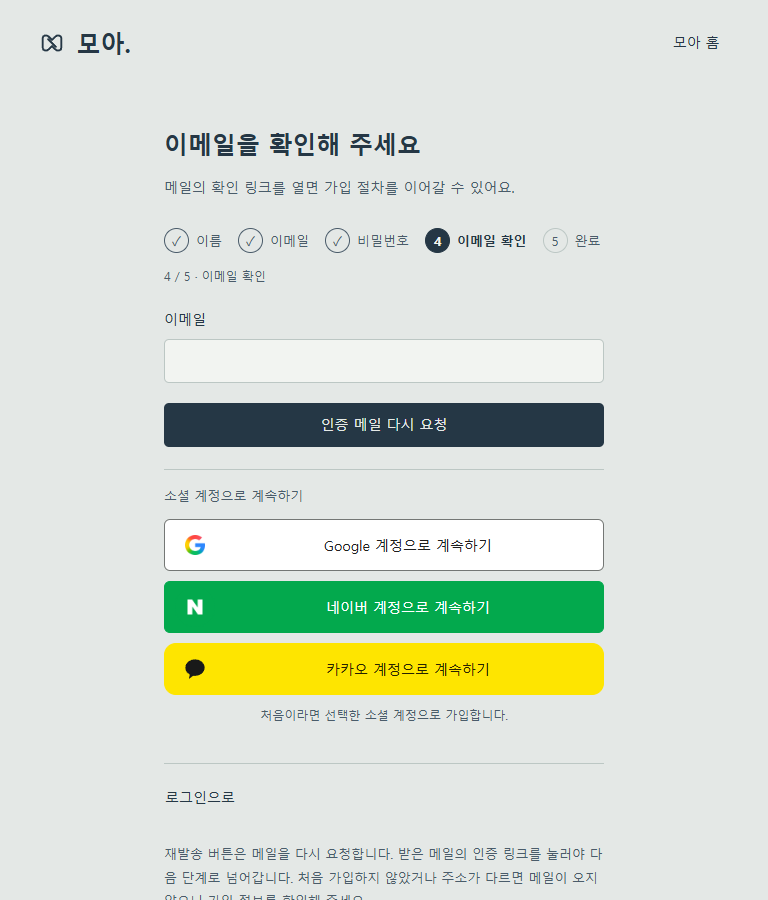 모아.
모아 홈
이메일을 확인해 주세요
메일의 확인 링크를 열면 가입 절차를 이어갈 수 있어요.
✓ 이름 ✓ 이메일 ✓ 비밀번호 4 이메일 확인 5 완료
4 / 5 · 이메일 확인
이메일
인증 메일 다시 요청
소셜 계정으로 계속하기
Google 계정으로 계속하기
네이버 계정으로 계속하기
카카오 계정으로 계속하기
처음이라면 선택한 소셜 계정으로 가입합니다.
로그인으로
재발송 버튼은 메일을 다시 요청합니다. 받은 메일의 인증 링크를 눌러야 다
음 단계로 넘어갑니다. 처음 가입하지 않았거나 주소가 다르면 메일이 오지